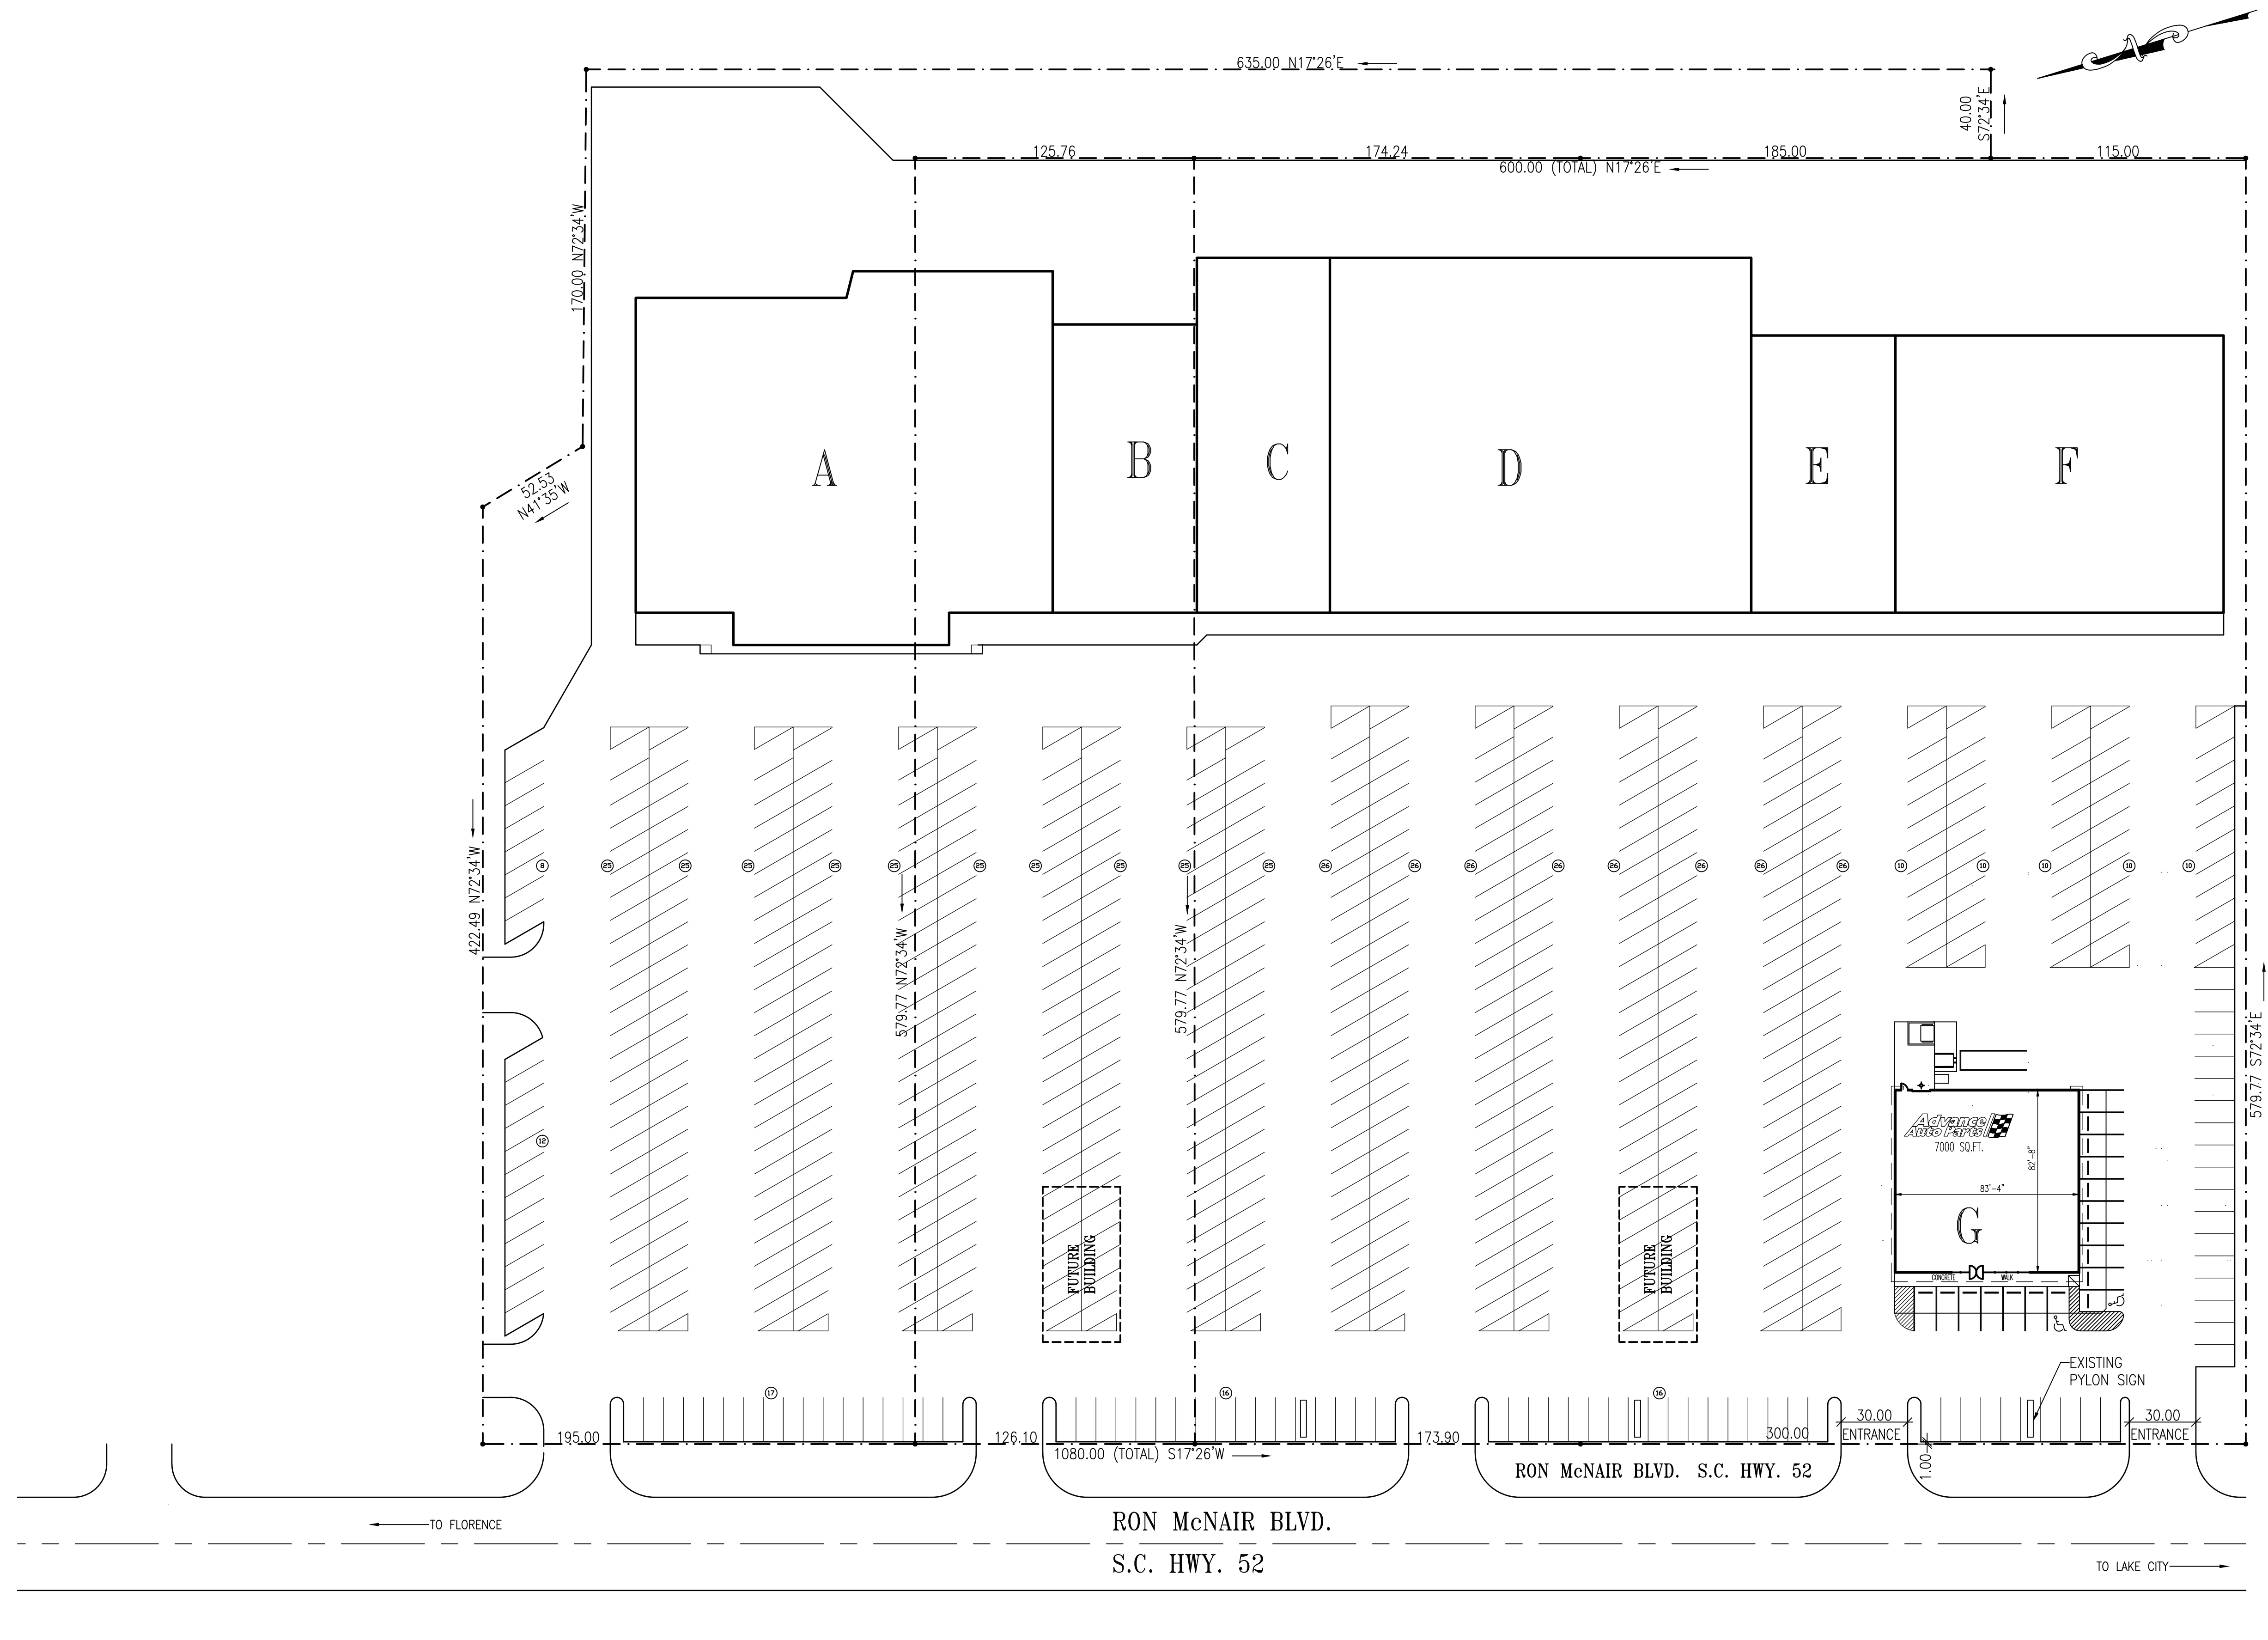 635.00 N17°26'E
40.00
S72°34'E
125.76
174.24
185.00
115.00
600.00 (TOTAL) N17°26'E
170.00 N72°34'W
52.53
N41°35'W
A
B
C
D
E
F
422.49 N72°34'W
8
25
25
25
25
25
25
25
25
25
25
26
26
26
26
26
26
26
26
10
10
10
10
10
579.77 N72°34'W
579.77 N72°34'W
579.77 S72°34'E
12
Advance
Auto Parts
7000 SQ.FT.
82'-8"
83'-4"
G
CONCRETE WALK
FUTURE
BUILDING
FUTURE
BUILDING
EXISTING
PYLON SIGN
17
16
16
195.00
126.10
173.90
300.00
30.00
ENTRANCE
30.00
ENTRANCE
1080.00 (TOTAL) S17°26'W
1.00
RON McNAIR BLVD. S.C. HWY. 52
TO FLORENCE
RON McNAIR BLVD.
S.C. HWY. 52
TO LAKE CITY